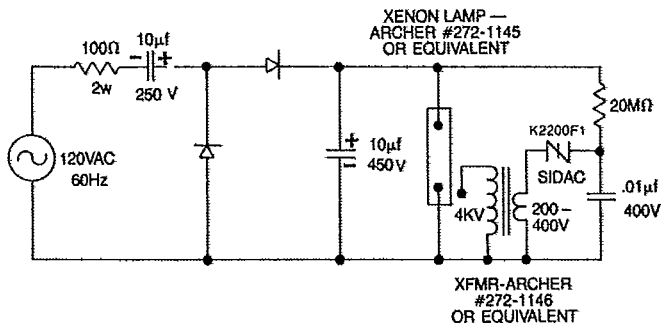 XENON LAMP —
ARCHER #272-1145
OR EQUIVALENT
100Ω
2w
10µf
− +
250 V
120VAC
60Hz
+
10µf
450V
−
4KV
200–
400V
K2200F1
SIDAC
20MΩ
.01µf
400V
XFMR-ARCHER
#272-1146
OR EQUIVALENT